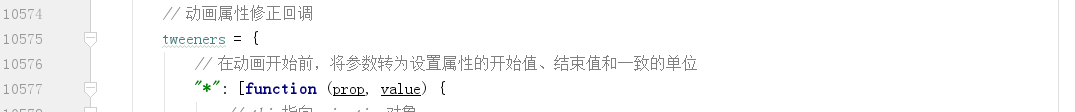 10574 // 动画属性修正回调
10575 tweeners = {
10576 // 在动画开始前，将参数转为设置属性的开始值、结束值和一致的单位
10577 "*": [function (prop, value) {